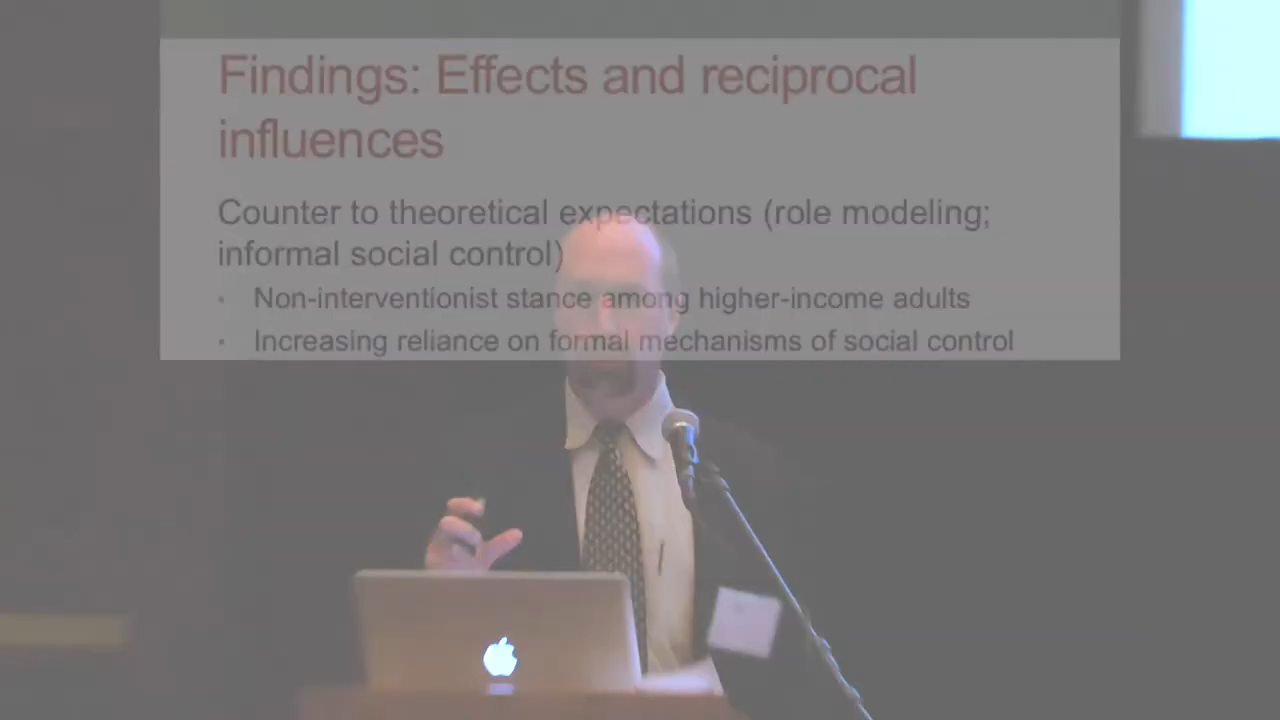 Findings: Effects and reciprocal
influences
Counter to theoretical expectations (role modeling;
informal social control)
• Non-interventionist stance among higher-income adults
• Increasing reliance on formal mechanisms of social control